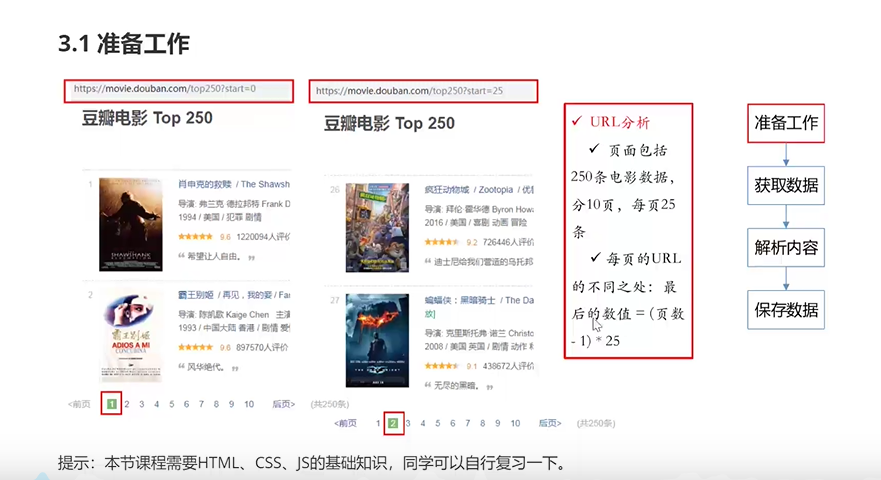 3.1 准备工作
https://movie.douban.com/top250?start=0
豆瓣电影 Top 250
1
肖申克的救赎 / The Shawsh
导演: 弗兰克 德拉邦特 Frank D
1994 / 美国 / 犯罪 剧情
9.6 1220094人评价
希望让人自由。
2
霸王别姬 / 再见，我的妾 / Fa
导演: 陈凯歌 Kaige Chen 主演
1993 / 中国大陆 香港 / 剧情 爱
9.6 897570人评价
风华绝代。
<前页 1 2 3 4 5 6 7 8 9 10 后页> (共250条)
https://movie.douban.com/top250?start=25
豆瓣电影 Top 250
26
疯狂动物城 / Zootopia / 优
导演: 拜伦·霍华德 Byron Howa
2016 / 美国 / 喜剧 动画 冒险
9.2 726446人评价
迪士尼给我们营造的乌托邦
27
蝙蝠侠：黑暗骑士 / The Da
放]
导演: 克里斯托弗·诺兰 Christo
2008 / 美国 英国 / 剧情 动作
9.1 438672人评价
无尽的黑暗。
<前页 1 2 3 4 5 6 7 8 9 10 后页> (共250条)
✓ URL分析
✓ 页面包括
250条电影数据，
分10页，每页25
条
✓ 每页的URL
的不同之处：最
后的数值 = (页数
- 1) * 25
准备工作
获取数据
解析内容
保存数据
SHAWSHANK
霸王别姬
ADIOS A MI
CONCUBINA
提示：本节课程需要HTML、CSS、JS的基础知识，同学可以自行复习一下。